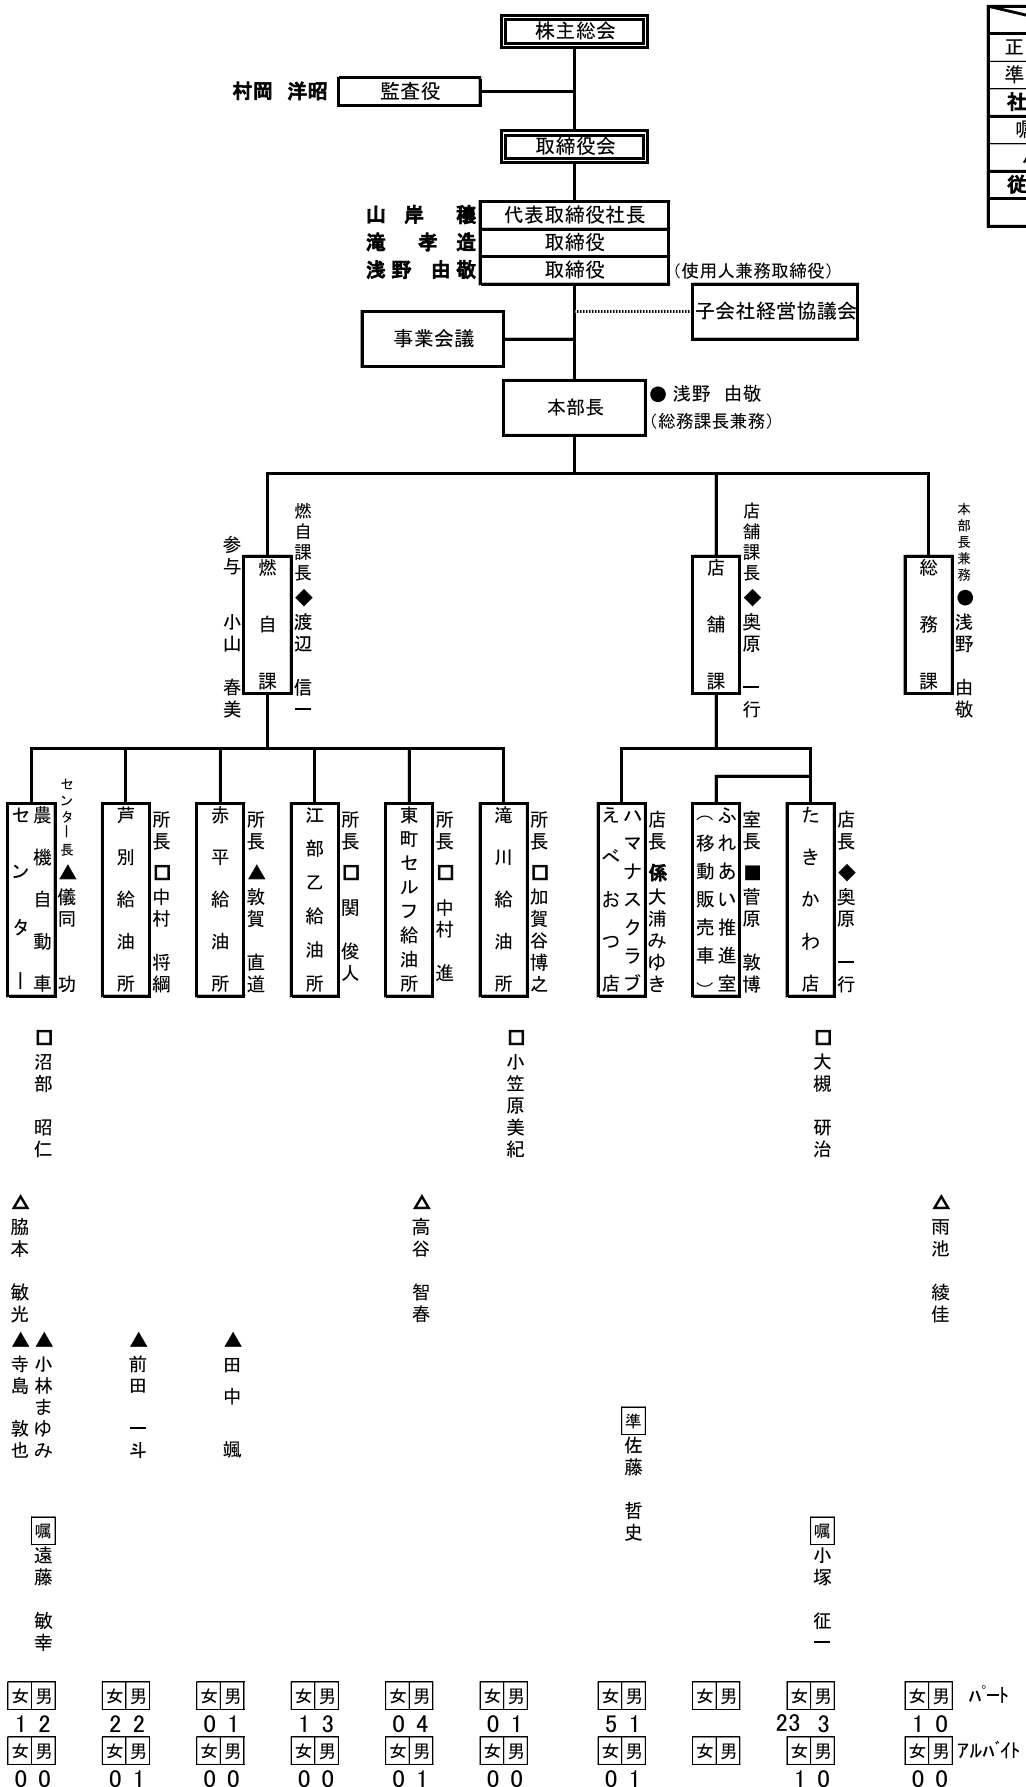 株主総会
正
準
社
従
村岡 洋昭 監査役
取締役会
山岸 穰 代表取締役社長
滝 孝造 取締役
浅野 由敬 取締役 (使用人兼務取締役)
子会社経営協議会
事業会議
本部長 ● 浅野 由敬
(総務課長兼務)
参与 小山 春美
燃自課
燃自課長 ◆ 渡辺 信一
店舗課
店舗課長 ◆ 奥原 一行
総務課
本部長兼務 ● 浅野 由敬
農機自動車
センター
センター長 ▲ 儀同 功
芦別給油所
所長 □ 中村 将綱
赤平給油所
所長 ▲ 敦賀 直道
江部乙給油所
所長 □ 関 俊人
東町セルフ給油所
所長 □ 中村 進
滝川給油所
所長 □ 加賀谷博之
ハマナスクラブ
えべおつ店
店長 係 大浦みゆき
ふれあい推進室
(移動販売車)
室長 ■ 菅原 敦博
たきかわ店
店長 ◆ 奥原 一行
□ 沼部 昭仁
□ 小笠原美紀
□ 大槻 研治
△ 脇本 敏光
△ 高谷 智春
△ 雨池 綾佳
▲ 寺島 敦也
▲ 小林まゆみ
▲ 前田 一斗
▲ 田中 颯
準 佐藤 哲史
嘱 遠藤 敏幸
嘱 小塚 征一
女 男 女 男 女 男 女 男 女 男 女 男 女 男 女 男 女 男 女 男 パート
1 2 2 2 0 1 1 3 0 4 0 1 5 1 23 3 1 0
女 男 女 男 女 男 女 男 女 男 女 男 女 男 女 男 女 男 女 男 アルバイト
0 0 0 1 0 0 0 0 0 1 0 0 0 1 1 0 0 0